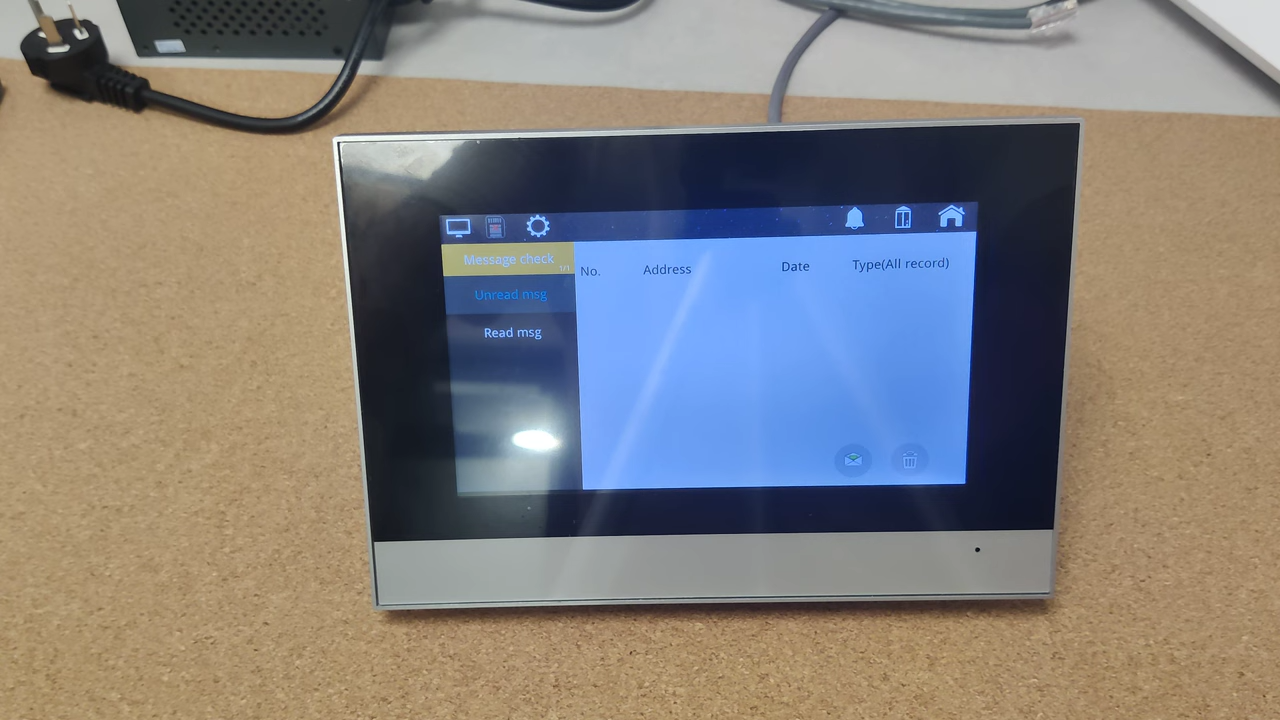 Message check
1/1
Unread msg
Read msg
No. Address Date Type(All record)